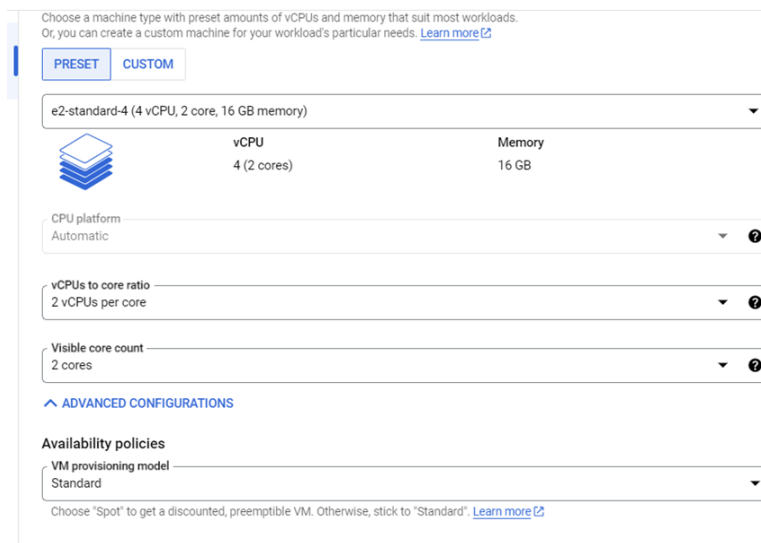 Choose a machine type with preset amounts of vCPUs and memory that suit most workloads.
Or, you can create a custom machine for your workload's particular needs. Learn more
PRESET CUSTOM
e2-standard-4 (4 vCPU, 2 core, 16 GB memory)
vCPU Memory
4 (2 cores) 16 GB
CPU platform
Automatic
vCPUs to core ratio
2 vCPUs per core
Visible core count
2 cores
ADVANCED CONFIGURATIONS
Availability policies
VM provisioning model
Standard
Choose "Spot" to get a discounted, preemptible VM. Otherwise, stick to "Standard". Learn more